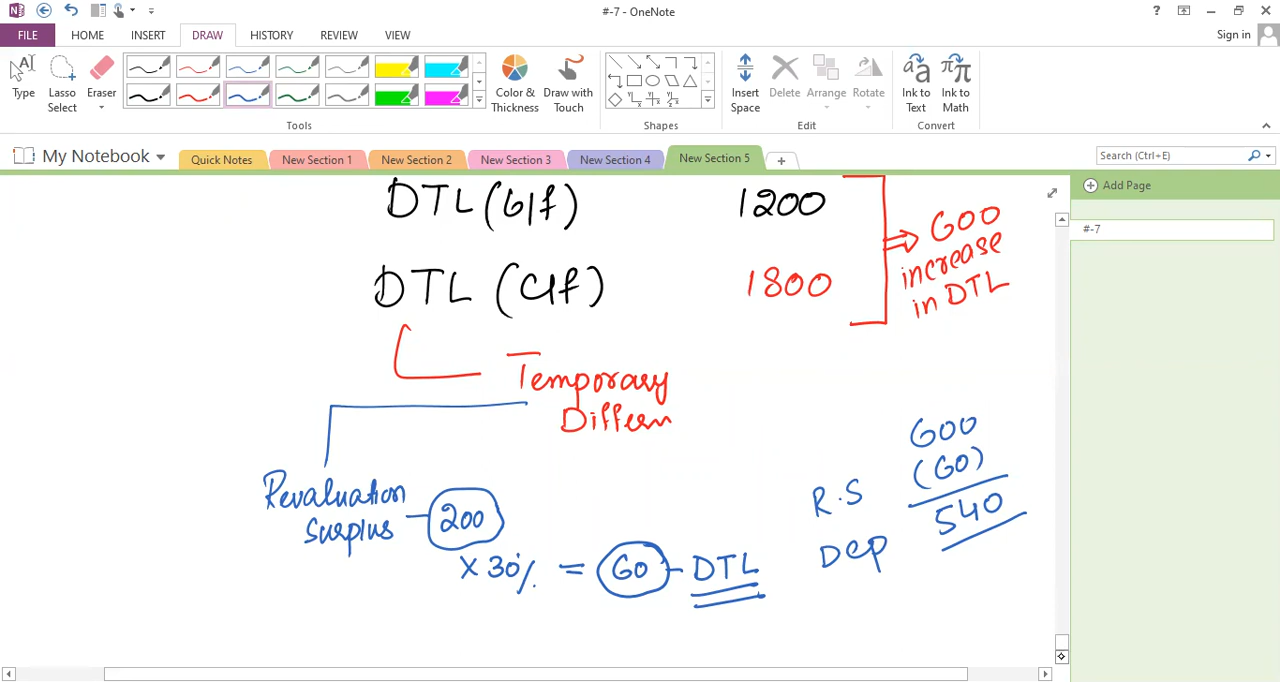 #-7 - OneNote
?
Sign in
FILE HOME INSERT DRAW HISTORY REVIEW VIEW
Type
Lasso Select
Eraser
Color & Thickness
Draw with Touch
Insert Space
Delete
Arrange
Rotate
Ink to Text
Ink to Math
Tools
Shapes
Edit
Convert
My Notebook
Quick Notes
New Section 1
New Section 2
New Section 3
New Section 4
New Section 5
Search (Ctrl+E)
Add Page
#-7
DTL (b/f) 1200
DTL (c/f) 1800
600
increase
in DTL
Temporary
Differn
Revaluation
Surplus
200
X 30% = 60 - DTL
R.S
Dep
600
(60)
540